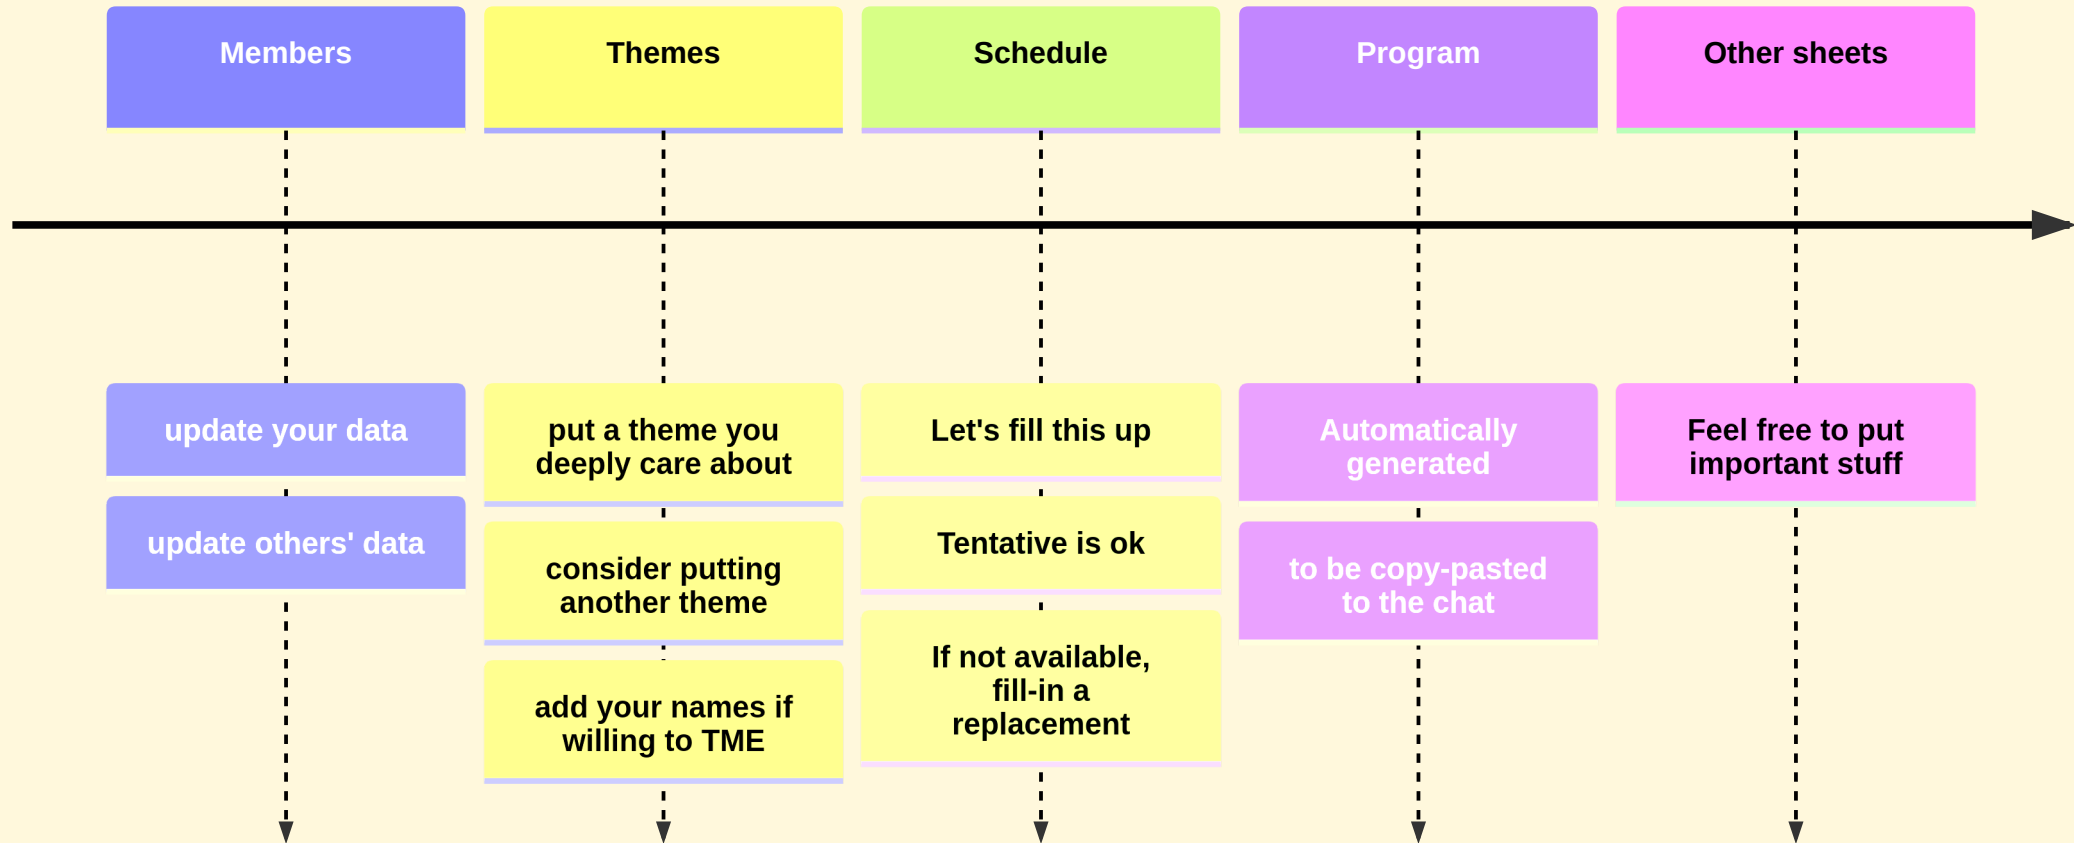 Members
Themes
Schedule
Program
Other sheets
update your data
update others' data
put a theme you
deeply care about
consider putting
another theme
add your names if
willing to TME
Let's fill this up
Tentative is ok
If not available,
fill-in a
replacement
Automatically
generated
to be copy-pasted
to the chat
Feel free to put
important stuff